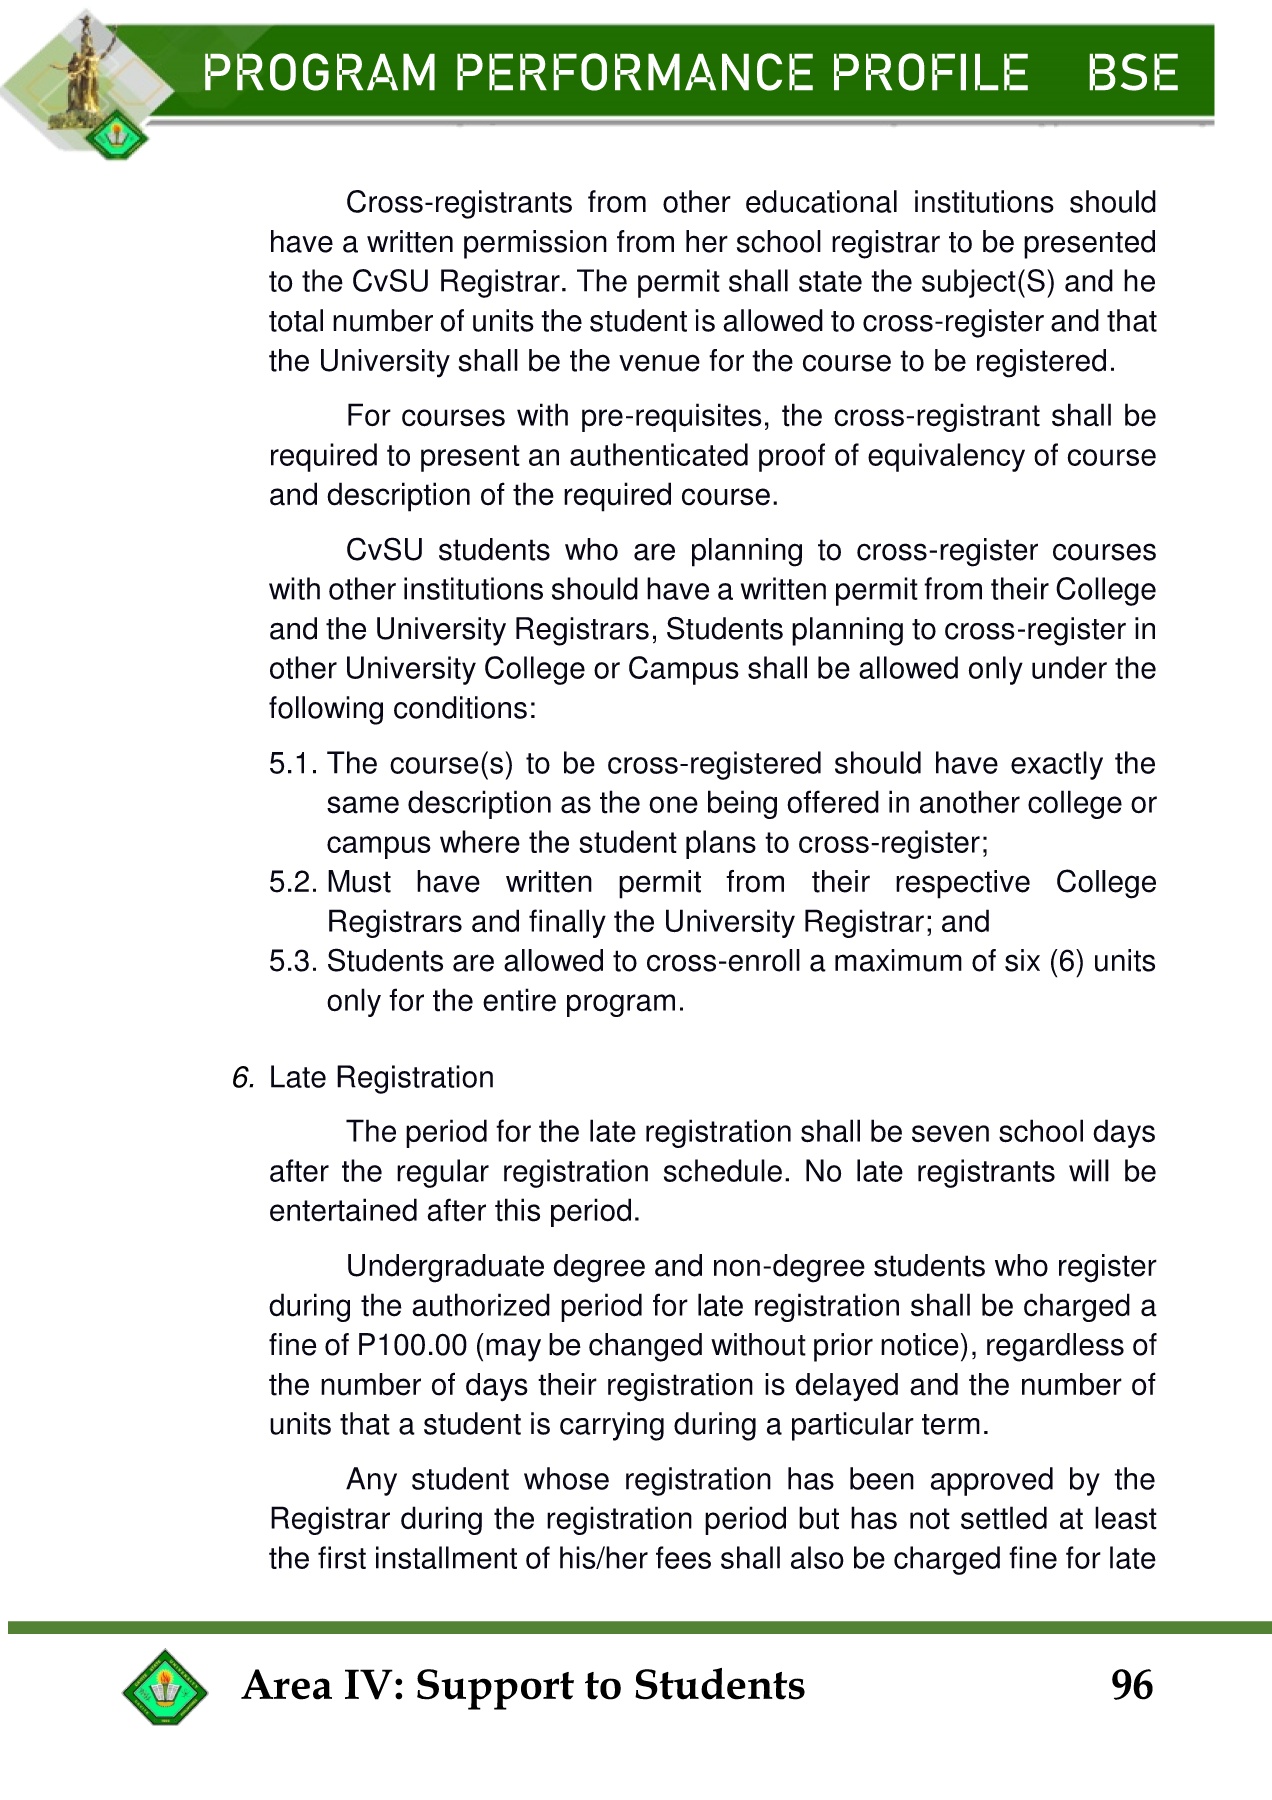 PROGRAM PERFORMANCE PROFILE BSE
Cross-registrants from other educational institutions should
have a written permission from her school registrar to be presented
to the CvSU Registrar. The permit shall state the subject(S) and he
total number of units the student is allowed to cross-register and that
the University shall be the venue for the course to be registered.
For courses with pre-requisites, the cross-registrant shall be
required to present an authenticated proof of equivalency of course
and description of the required course.
CvSU students who are planning to cross-register courses
with other institutions should have a written permit from their College
and the University Registrars, Students planning to cross-register in
other University College or Campus shall be allowed only under the
following conditions:
5.1. The course(s) to be cross-registered should have exactly the
same description as the one being offered in another college or
campus where the student plans to cross-register;
5.2. Must have written permit from their respective College
Registrars and finally the University Registrar; and
5.3. Students are allowed to cross-enroll a maximum of six (6) units
only for the entire program.
6. Late Registration
The period for the late registration shall be seven school days
after the regular registration schedule. No late registrants will be
entertained after this period.
Undergraduate degree and non-degree students who register
during the authorized period for late registration shall be charged a
fine of P100.00 (may be changed without prior notice), regardless of
the number of days their registration is delayed and the number of
units that a student is carrying during a particular term.
Any student whose registration has been approved by the
Registrar during the registration period but has not settled at least
the first installment of his/her fees shall also be charged fine for late
Area IV: Support to Students 96